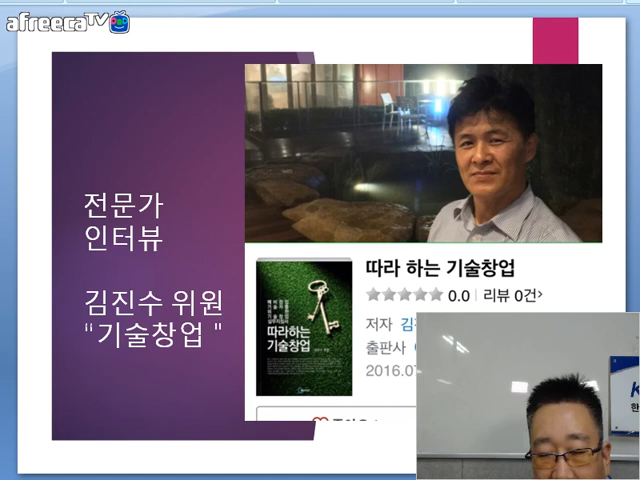 afreecaTV
전문가
인터뷰
김진수 위원
“기술창업 "
따라 하는 기술창업
0.0 리뷰 0건>
저자 김
출판사
2016.07
따라하는
기술창업
K
한